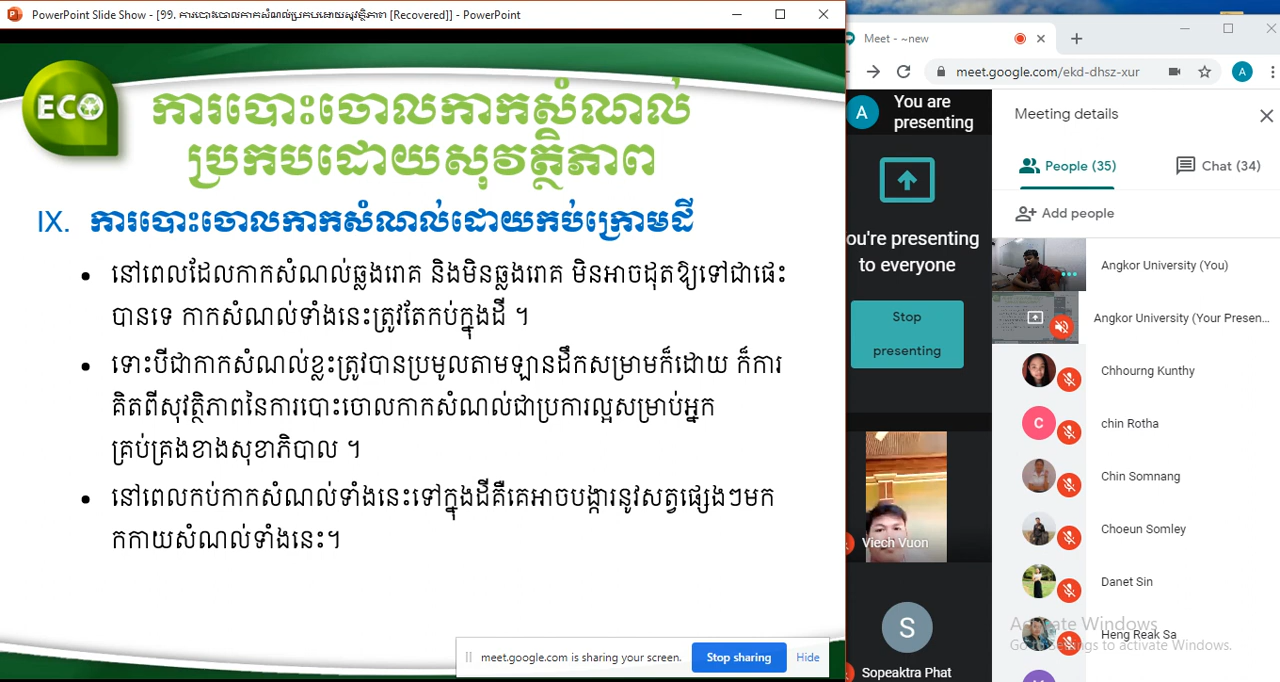 PowerPoint Slide Show - [99. ការបោះចោលកាកសំណល់ប្រកបដោយសុវត្ថិភាព [Recovered]] - PowerPoint
ECO
ការបោះចោលកាកសំណល់
ប្រកបដោយសុវត្ថិភាព
IX. ការបោះចោលកាកសំណល់ដោយកប់ក្រោមដី
• នៅពេលដែលកាកសំណល់ឆ្លងរោគ និងមិនឆ្លងរោគ មិនអាចដុតឱ្យទៅជាផេះ
បានទេ កាកសំណល់ទាំងនេះត្រូវតែកប់ក្នុងដី ។
• ទោះបីជាកាកសំណល់ខ្លះត្រូវបានប្រមូលតាមឡានដឹកសម្រាមក៏ដោយ ក៏ការ
គិតពីសុវត្ថិភាពនៃការបោះចោលកាកសំណល់ជាប្រការល្អសម្រាប់អ្នក
គ្រប់គ្រងខាងសុខាភិបាល ។
• នៅពេលកប់កាកសំណល់ទាំងនេះទៅក្នុងដីគឺគេអាចបង្ការនូវសត្វផ្សេងៗមក
កកាយសំណល់ទាំងនេះ។
meet.google.com is sharing your screen.
Stop sharing
Hide
Meet - ~new
meet.google.com/ekd-dhsz-xur
A
A
You are
presenting
ou're presenting
to everyone
Stop
presenting
Viech Vuon
S
Sopeaktra Phat
Meeting details
People (35)
Chat (34)
Add people
Angkor University (You)
Angkor University (Your Presen...
Chhourng Kunthy
C
chin Rotha
Chin Somnang
Choeun Somley
Danet Sin
Heng Reak Sa
Activate Windows
Go to Settings to activate Windows.